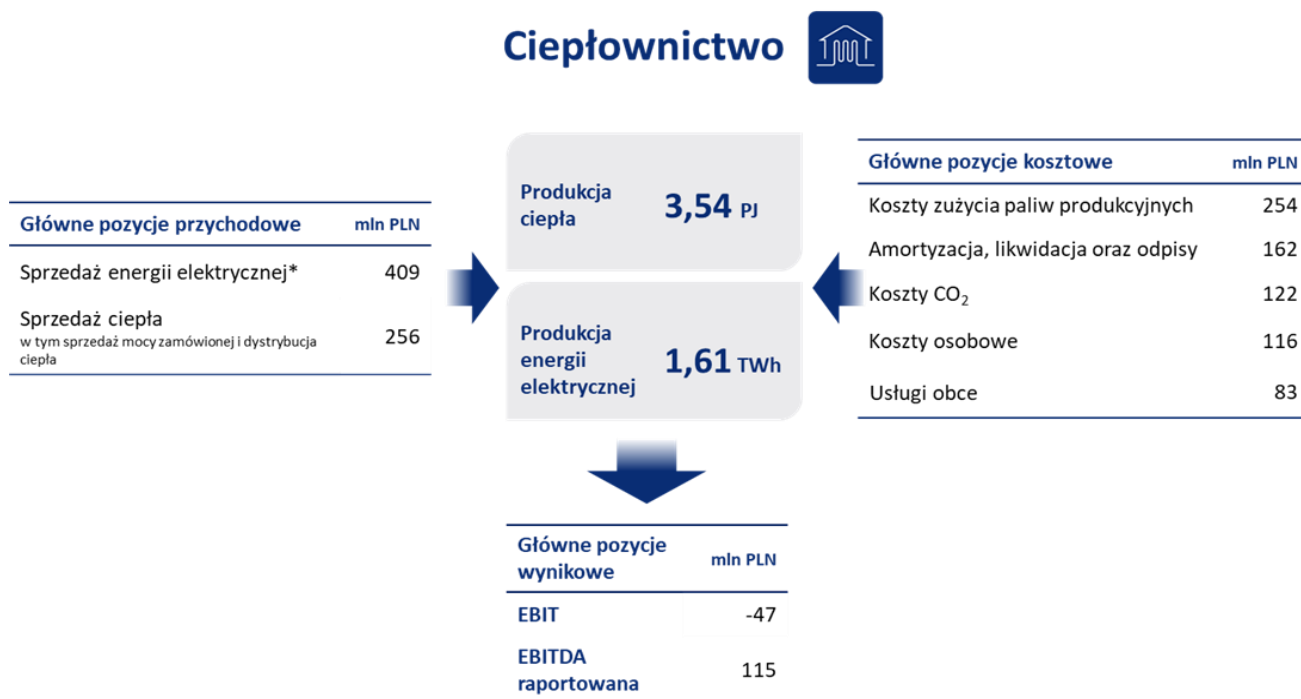 Ciepłownictwo
Główne pozycje przychodowe mln PLN
Sprzedaż energii elektrycznej* 409
Sprzedaż ciepła
w tym sprzedaż mocy zamówionej i dystrybucja
ciepła
256
Produkcja
ciepła
3,54 PJ
Produkcja
energii
elektrycznej
1,61 TWh
Główne pozycje kosztowe mln PLN
Koszty zużycia paliw produkcyjnych 254
Amortyzacja, likwidacja oraz odpisy 162
Koszty CO₂ 122
Koszty osobowe 116
Usługi obce 83
Główne pozycje
wynikowe
mln PLN
EBIT -47
EBITDA
raportowana
115